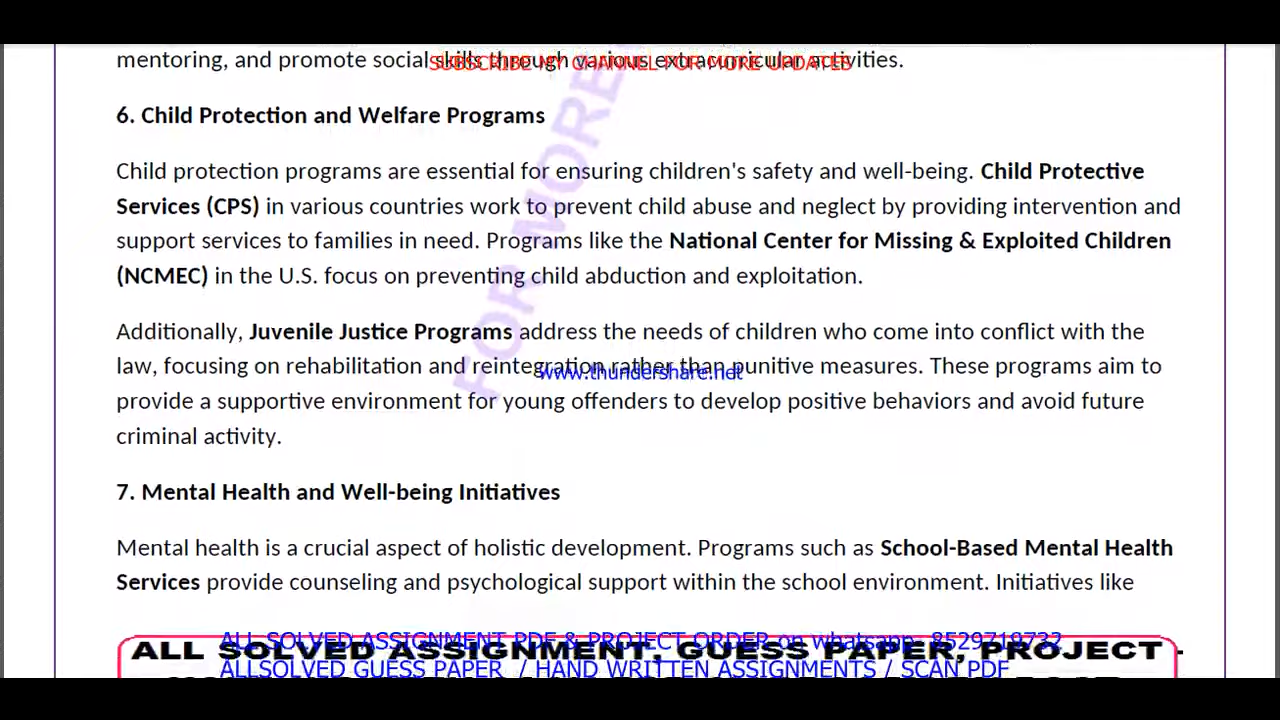 mentoring, and promote social skills through various extracurricular activities.
SUBSCRIBE MY CHANNEL FOR MORE UPDATES
6. Child Protection and Welfare Programs
Child protection programs are essential for ensuring children's safety and well-being. Child Protective
Services (CPS) in various countries work to prevent child abuse and neglect by providing intervention and
support services to families in need. Programs like the National Center for Missing & Exploited Children
(NCMEC) in the U.S. focus on preventing child abduction and exploitation.
FOR MORE
Additionally, Juvenile Justice Programs address the needs of children who come into conflict with the
law, focusing on rehabilitation and reintegration rather than punitive measures. These programs aim to
www.thundershare.net
provide a supportive environment for young offenders to develop positive behaviors and avoid future
criminal activity.
7. Mental Health and Well-being Initiatives
Mental health is a crucial aspect of holistic development. Programs such as School-Based Mental Health
Services provide counseling and psychological support within the school environment. Initiatives like
ALL SOLVED ASSIGNMENT PDF & PROJECT ORDER on whatsapp 8529719732
ALL SOLVED ASSIGNMENT, GUESS PAPER, PROJECT -
ALLSOLVED GUESS PAPER / HAND WRITTEN ASSIGNMENTS / SCAN PDF